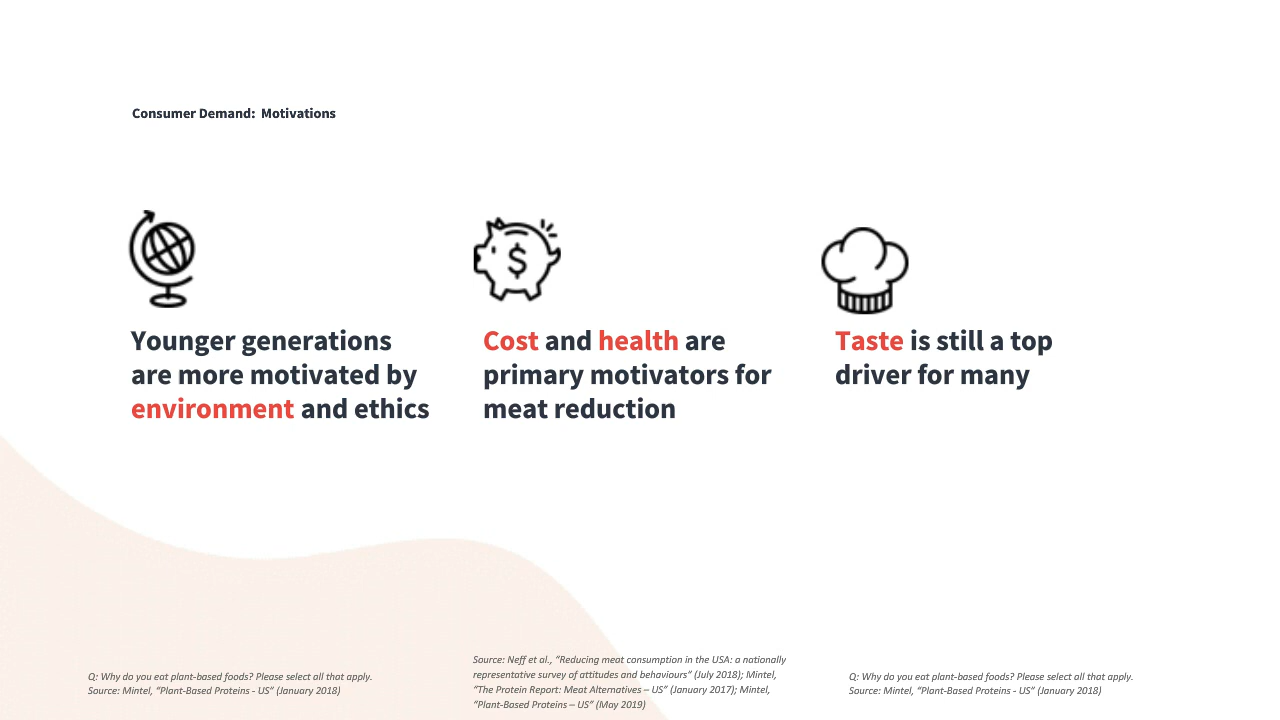 Consumer Demand:  Motivations
Younger generations
are more motivated by
environment and ethics
Cost and health are
primary motivators for
meat reduction
Taste is still a top
driver for many
Q: Why do you eat plant-based foods? Please select all that apply.
Source: Mintel, “Plant-Based Proteins - US” (January 2018)
Source: Neff et al., “Reducing meat consumption in the USA: a nationally
representative survey of attitudes and behaviours” (July 2018); Mintel,
“The Protein Report: Meat Alternatives – US” (January 2017); Mintel,
“Plant-Based Proteins – US” (May 2019)
Q: Why do you eat plant-based foods? Please select all that apply.
Source: Mintel, “Plant-Based Proteins - US” (January 2018)